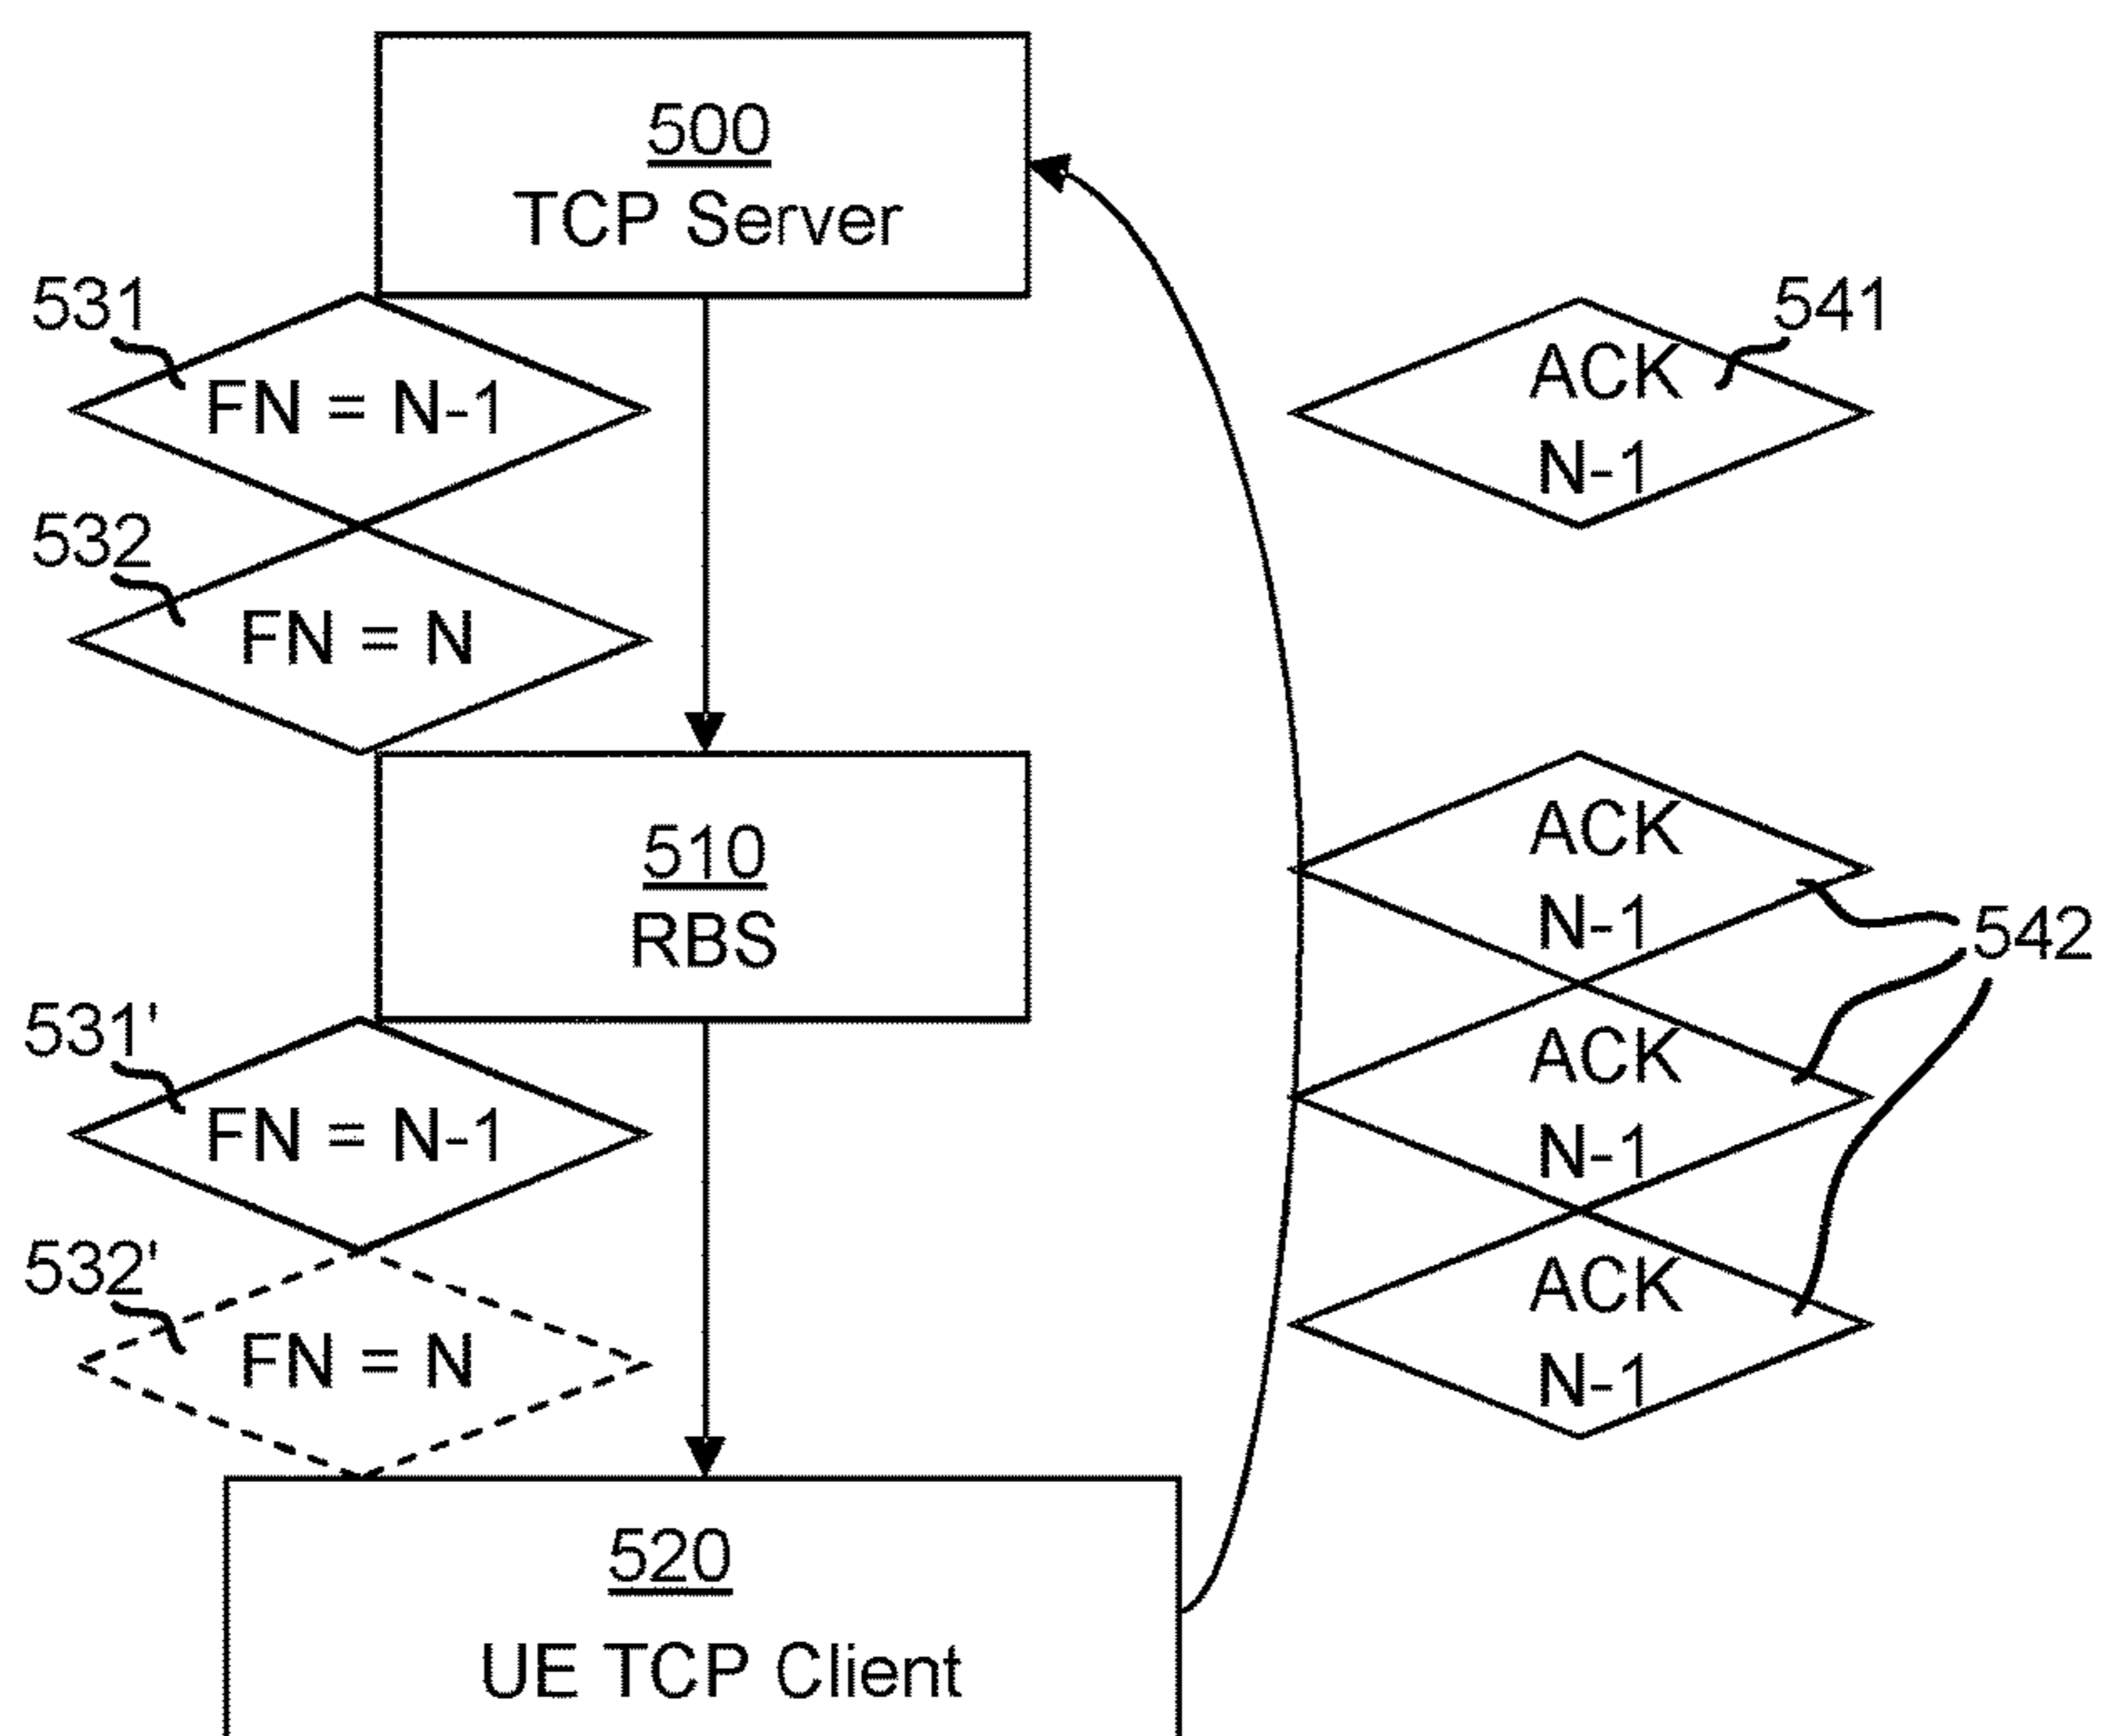 500
TCP Server
531
FN = N-1
532
FN = N
541
ACK
N-1
510
RBS
531'
FN = N-1
532'
FN = N
ACK
N-1
ACK
N-1
ACK
N-1
542
520
UE TCP Client